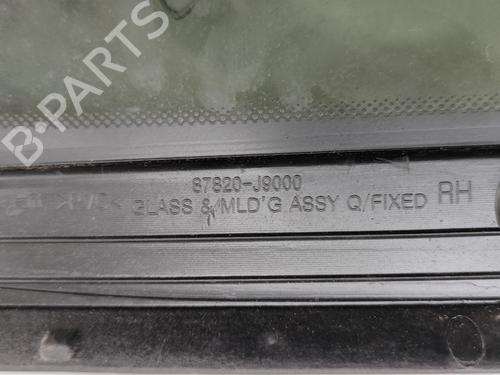 B-PARTS
87820-J9000
GLASS & MLD'G ASSY Q/FIXED RH